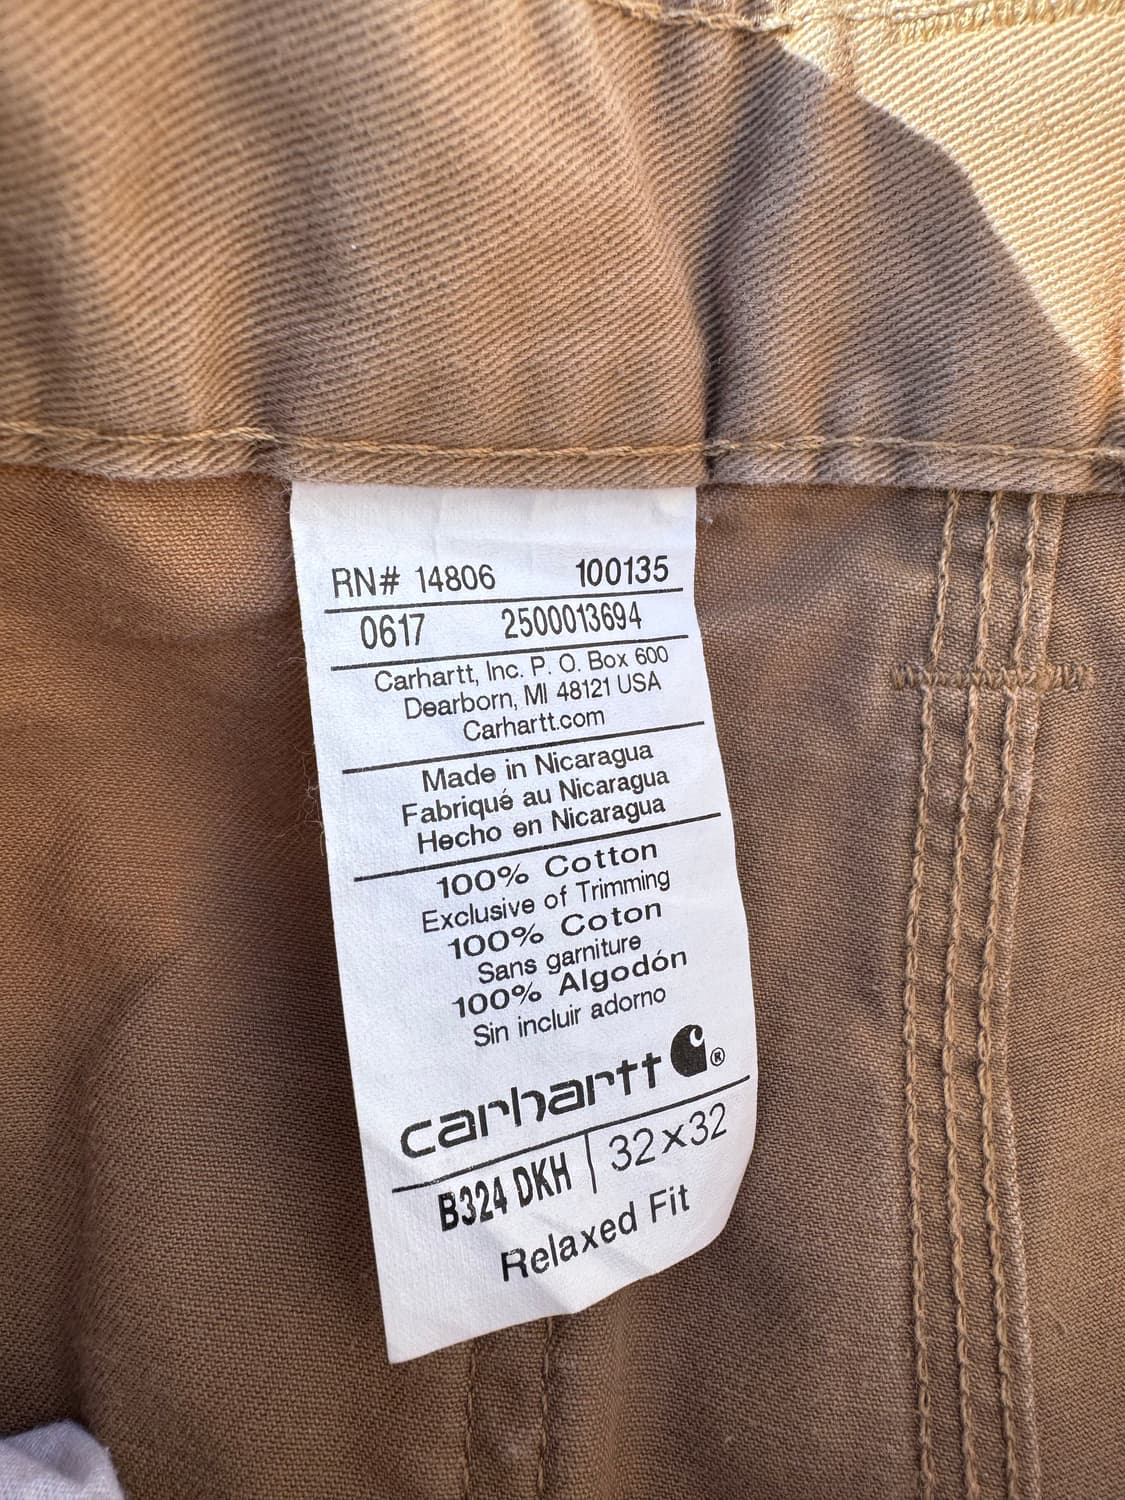 RN# 14806 100135
0617 2500013694
Carhartt, Inc. P. O. Box 600
Dearborn, MI 48121 USA
Carhartt.com
Made in Nicaragua
Fabriqué au Nicaragua
Hecho en Nicaragua
100% Cotton
Exclusive of Trimming
100% Coton
Sans garniture
100% Algodón
Sin incluir adorno
carhartt ®
B324 DKH | 32x32
Relaxed Fit